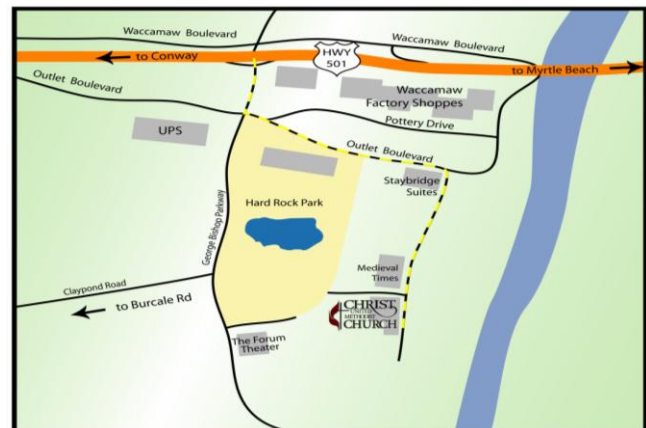 Waccamaw Boulevard
Waccamaw Boulevard
HWY
501
to Conway
to Myrtle Beach
Outlet Boulevard
Waccamaw
Factory Shoppes
Pottery Drive
UPS
Outlet Boulevard
Staybridge
Suites
Hard Rock Park
George Bishop Parkway
Medieval
Times
Claypond Road
to Burcale Rd
CHRIST
UNITED
METHODIST
CHURCH
The Forum
Theater